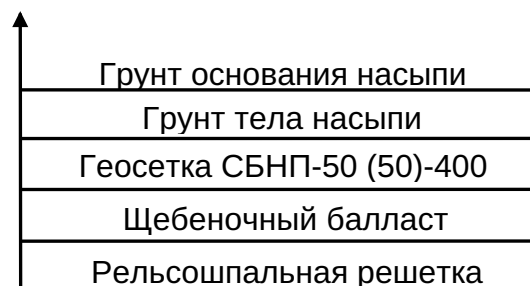 Грунт основания насыпи
Грунт тела насыпи
Геосетка СБНП-50 (50)-400
Щебеночный балласт
Рельсошпальная решетка